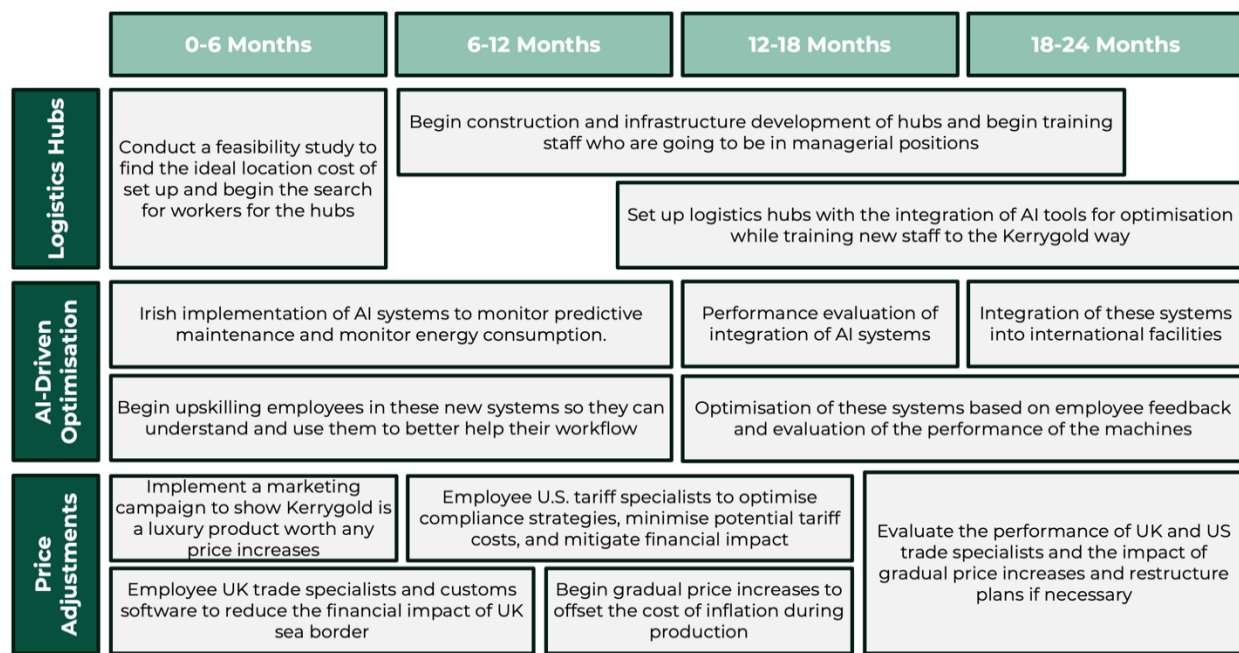 0-6 Months
6-12 Months
12-18 Months
18-24 Months
Logistics Hubs
Conduct a feasibility study to
find the ideal location cost of
set up and begin the search
for workers for the hubs
Begin construction and infrastructure development of hubs and begin training
staff who are going to be in managerial positions
Set up logistics hubs with the integration of AI tools for optimisation
while training new staff to the Kerrygold way
AI-Driven
Optimisation
Irish implementation of AI systems to monitor predictive
maintenance and monitor energy consumption.
Performance evaluation of
integration of AI systems
Integration of these systems
into international facilities
Begin upskilling employees in these new systems so they can
understand and use them to better help their workflow
Optimisation of these systems based on employee feedback
and evaluation of the performance of the machines
Price
Adjustments
Implement a marketing
campaign to show Kerrygold is
a luxury product worth any
price increases
Employee U.S. tariff specialists to optimise
compliance strategies, minimise potential tariff
costs, and mitigate financial impact
Evaluate the performance of UK and US
trade specialists and the impact of
gradual price increases and restructure
plans if necessary
Employee UK trade specialists and customs
software to reduce the financial impact of UK
sea border
Begin gradual price increases to
offset the cost of inflation during
production